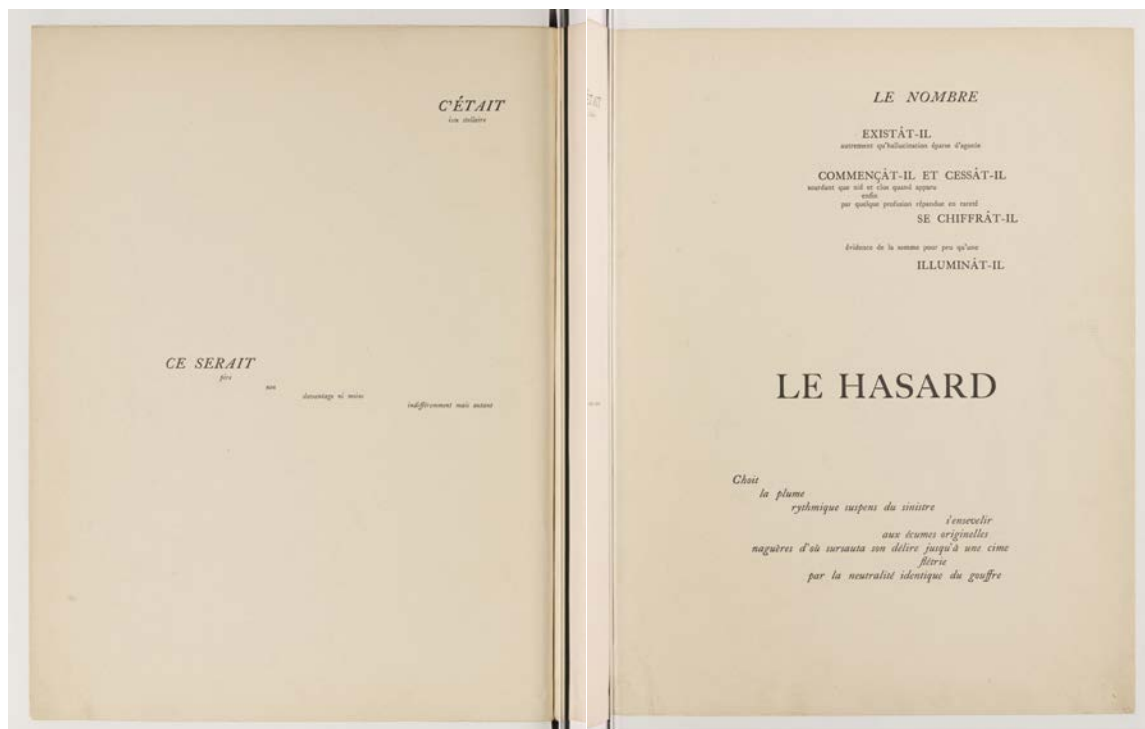 C'ÉTAIT
issu stellaire
CE SERAIT
pire
non
davantage ni moins
indifféremment mais autant
LE NOMBRE
EXISTÂT-IL
autrement qu'hallucination éparse d'agonie
COMMENÇÂT-IL ET CESSÂT-IL
sourdant que nié et clos quand apparu
enfin
par quelque profusion répandue en rareté
SE CHIFFRÂT-IL
évidence de la somme pour peu qu'une
ILLUMINÂT-IL
LE HASARD
Choit
la plume
rythmique suspens du sinistre
s'ensevelir
aux écumes originelles
naguères d'où sursauta son délire jusqu'à une cime
flétrie
par la neutralité identique du gouffre